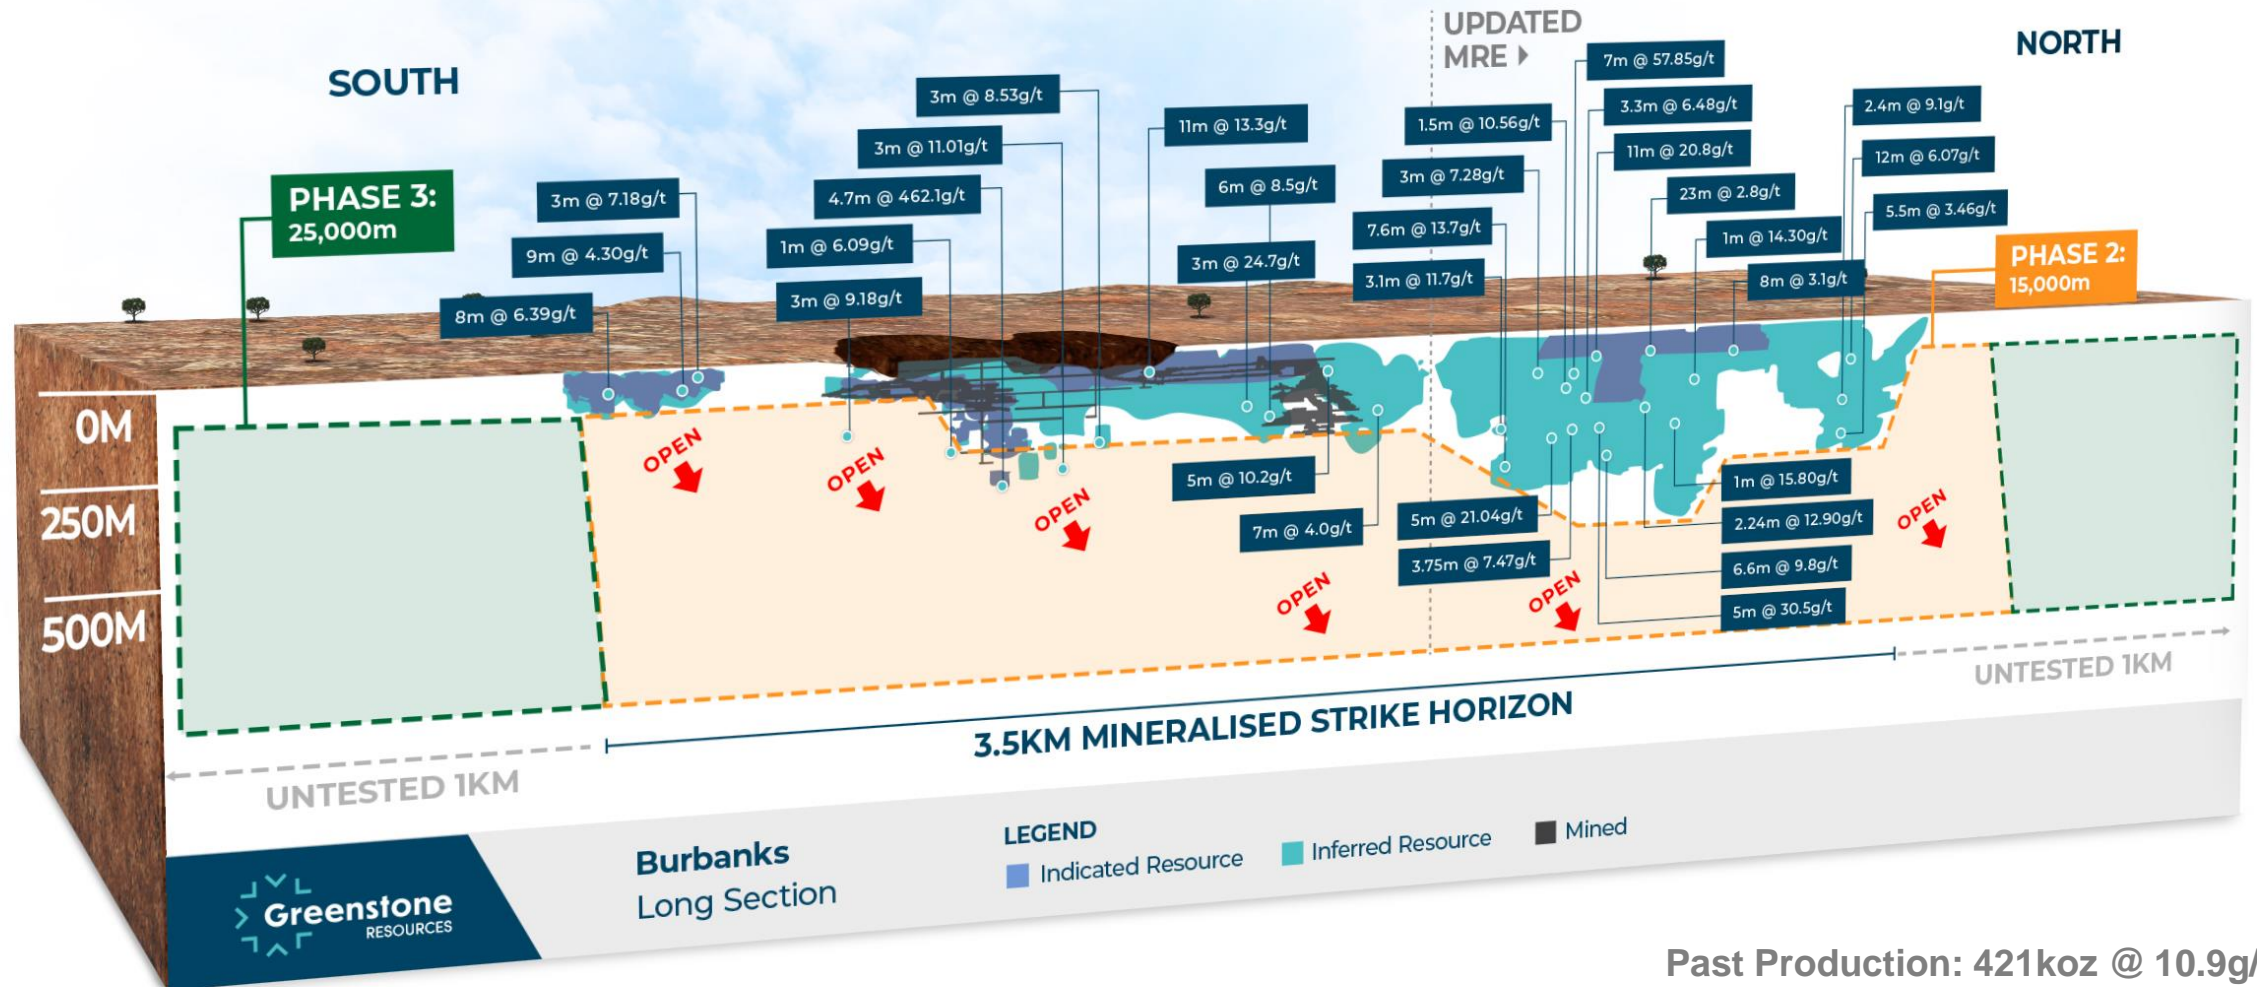 UPDATED
MRE
SOUTH
NORTH
PHASE 3:
25,000m
3m @ 7.18g/t
9m @ 4.30g/t
8m @ 6.39g/t
3m @ 8.53g/t
3m @ 11.01g/t
4.7m @ 462.1g/t
1m @ 6.09g/t
3m @ 9.18g/t
11m @ 13.3g/t
6m @ 8.5g/t
3m @ 24.7g/t
7m @ 57.85g/t
1.5m @ 10.56g/t
3m @ 7.28g/t
7.6m @ 13.7g/t
3.1m @ 11.7g/t
3.3m @ 6.48g/t
11m @ 20.8g/t
23m @ 2.8g/t
1m @ 14.30g/t
8m @ 3.1g/t
2.4m @ 9.1g/t
12m @ 6.07g/t
5.5m @ 3.46g/t
PHASE 2:
15,000m
0M
250M
500M
OPEN
OPEN
OPEN
OPEN
OPEN
OPEN
5m @ 10.2g/t
7m @ 4.0g/t
5m @ 21.04g/t
3.75m @ 7.47g/t
1m @ 15.80g/t
2.24m @ 12.90g/t
6.6m @ 9.8g/t
5m @ 30.5g/t
UNTESTED 1KM
3.5KM MINERALISED STRIKE HORIZON
UNTESTED 1KM
Greenstone
RESOURCES
Burbanks
Long Section
LEGEND
Indicated Resource
Inferred Resource
Mined
Past Production: 421koz @ 10.9g/